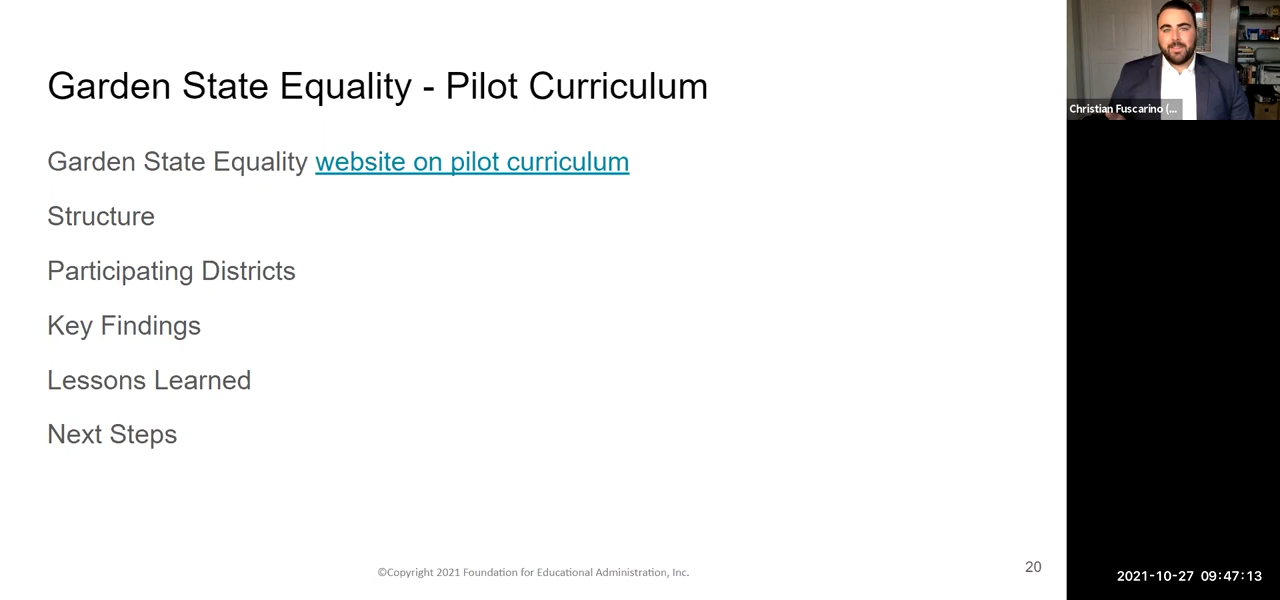 Garden State Equality - Pilot Curriculum
Garden State Equality website on pilot curriculum
Structure
Participating Districts
Key Findings
Lessons Learned
Next Steps
©Copyright 2021 Foundation for Educational Administration, Inc.
20
Christian Fuscarino (...
2021-10-27 09:47:13